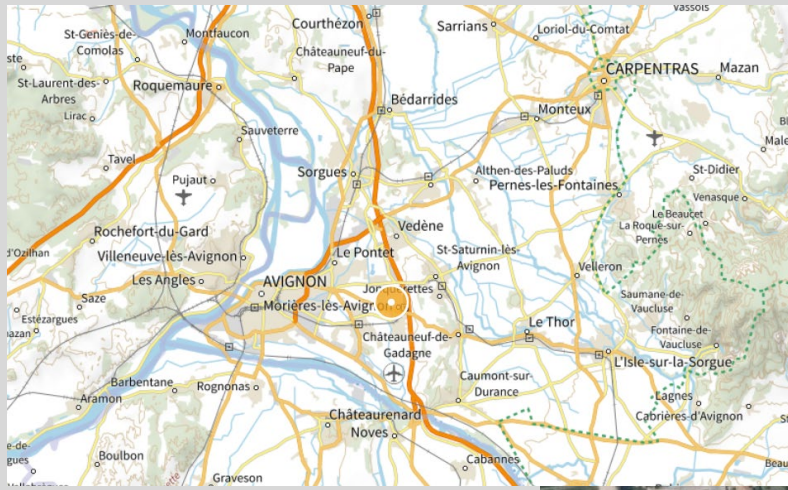 Courthézon
Sarrians
Vassois
St-Geniès-de-
Comolas
Montfaucon
Loriol-du-Comtat
Châteauneuf-du-
Pape
CARPENTRAS
Mazan
St-Laurent-des-
Arbres
Roquemaure
Bédarrides
Monteux
Lirac
Sauveterre
Tavel
Sorgues
Althen-des-Paluds
Pernes-les-Fontaines
St-Didier
Pujaut
Venasque
Le Beaucet
La Roque-sur-
Pernes
Rochefort-du-Gard
Vedène
d'Ozilhan
Villeneuve-lès-Avignon
Le Pontet
St-Saturnin-lès-
Avignon
Velleron
Les Angles
AVIGNON
Saze
Morières-lès-Avignon
Jonquerettes
Saumane-de-
Vaucluse
Estézargues
Le Thor
Fontaine-de-
Vaucluse
Châteauneuf-de-
Gadagne
L'Isle-sur-la-Sorgue
Barbentane
Rognonas
Caumont-sur-
Durance
Aramon
Lagnes
Cabrières-d'Avignon
Châteaurenard
Noves
Boulbon
Cabannes
Graveson